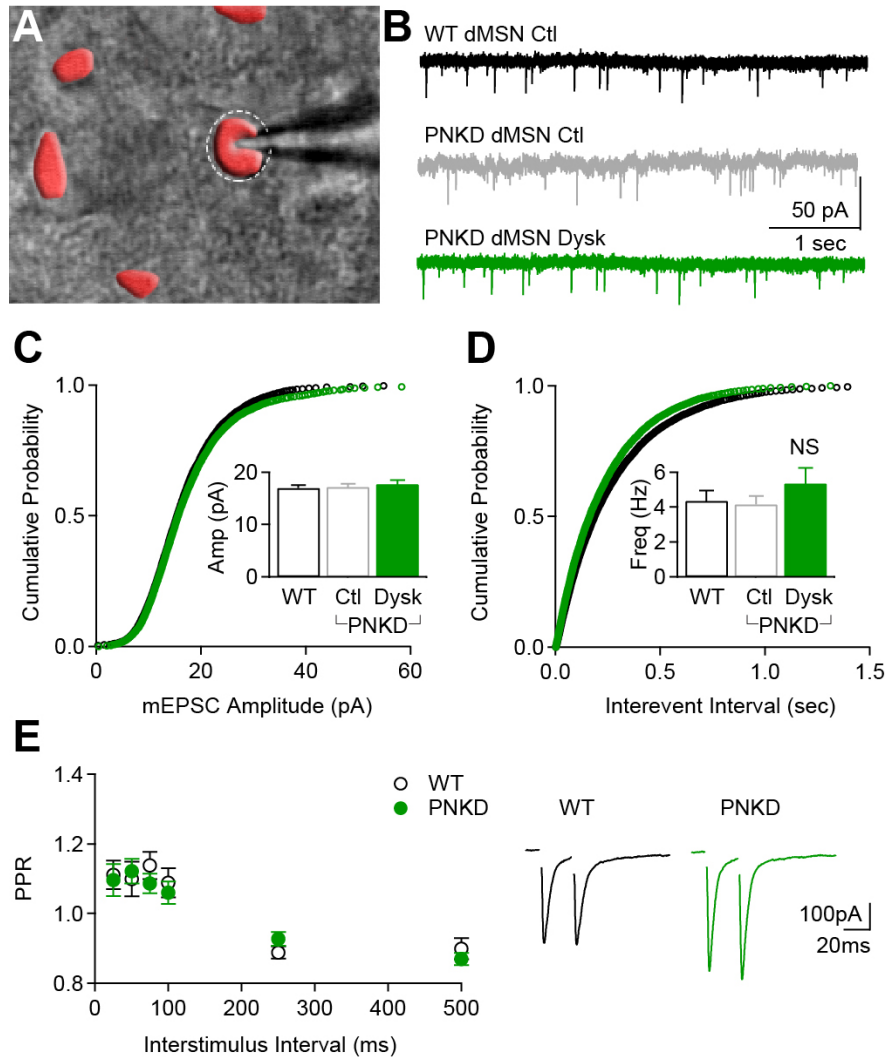 A
B
WT dMSN Ctl
PNKD dMSN Ctl
50 pA
1 sec
PNKD dMSN Dysk
C
Cumulative Probability
1.0
0.5
0.0
0
20
40
60
mEPSC Amplitude (pA)
Amp (pA)
20
10
0
WT
Ctl
Dysk
PNKD
D
Cumulative Probability
1.0
0.5
0.0
0.0
0.5
1.0
1.5
Interevent Interval (sec)
NS
Freq (Hz)
6
4
2
0
WT
Ctl
Dysk
PNKD
E
PPR
1.4
1.2
1.0
0.8
0
100
200
300
400
500
Interstimulus Interval (ms)
WT
PNKD
WT
PNKD
100pA
20ms